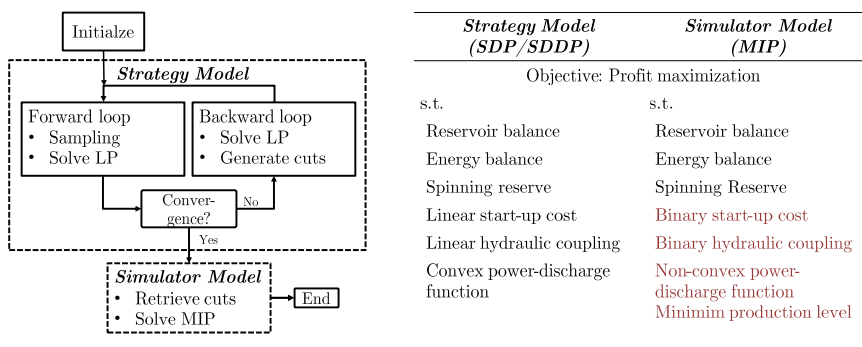 Initialze
Strategy Model
Forward loop
• Sampling
• Solve LP
Backward loop
• Solve LP
• Generate cuts
Conver-
gence?
No
Yes
Simulator Model
• Retrieve cuts
• Solve MIP
End
Strategy Model
(SDP/SDDP)
Simulator Model
(MIP)
Objective: Profit maximization
s.t.
s.t.
Reservoir balance
Reservoir balance
Energy balance
Energy balance
Spinning reserve
Spinning Reserve
Linear start-up cost
Binary start-up cost
Linear hydraulic coupling
Binary hydraulic coupling
Convex power-discharge
function
Non-convex power-
discharge function
Minimim production level